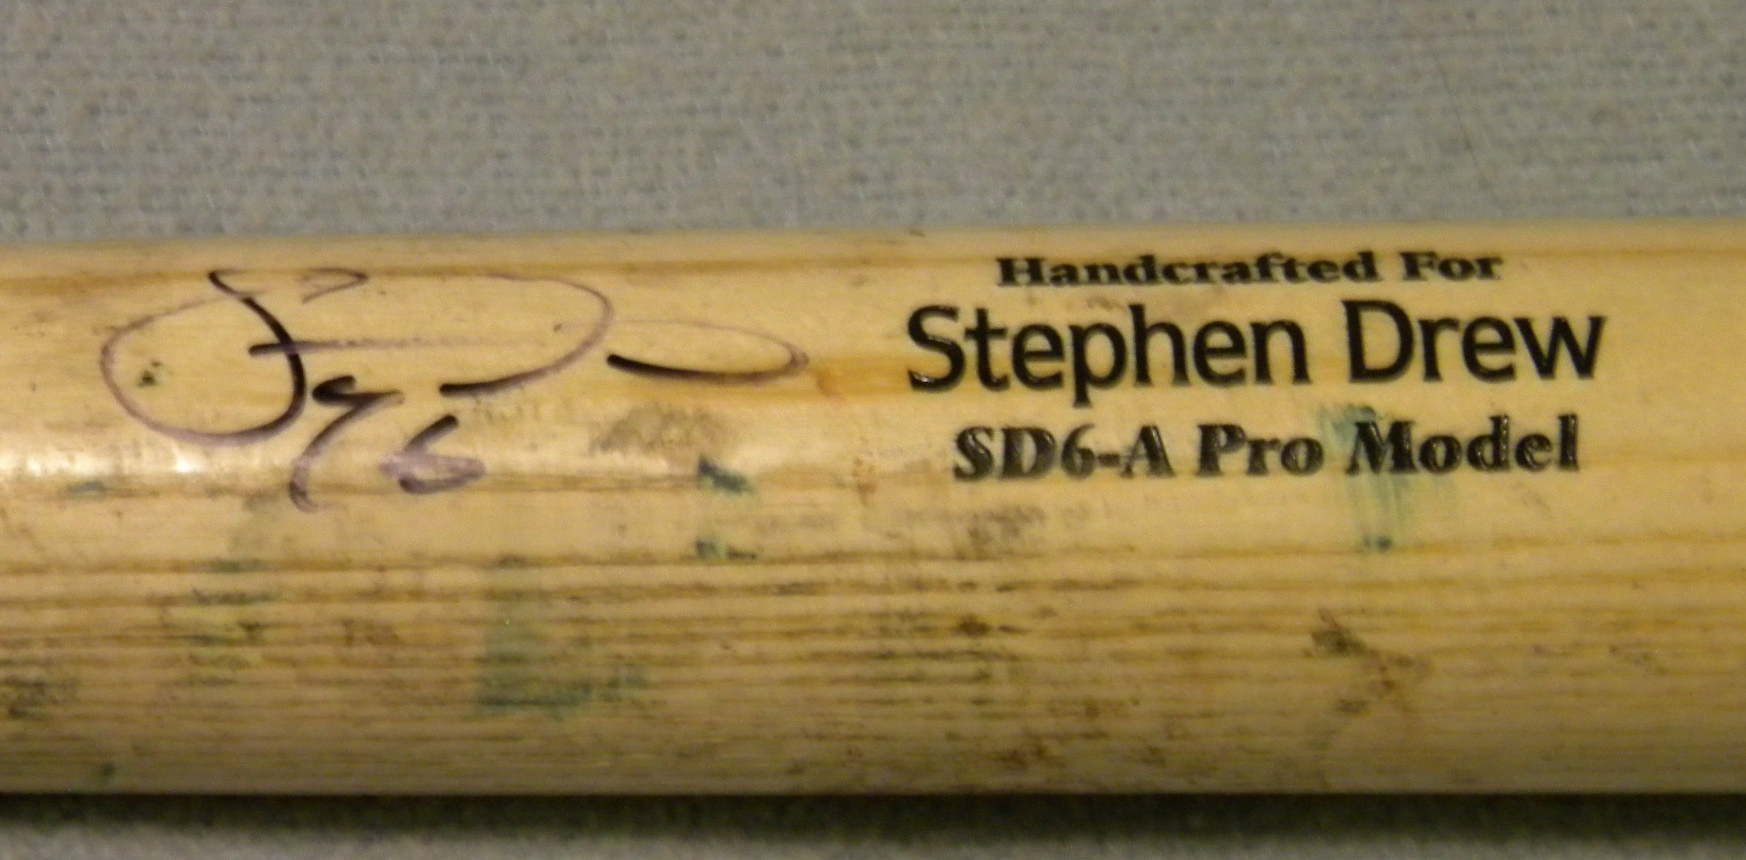 Handcrafted For
Stephen Drew
SD6-A Pro Model